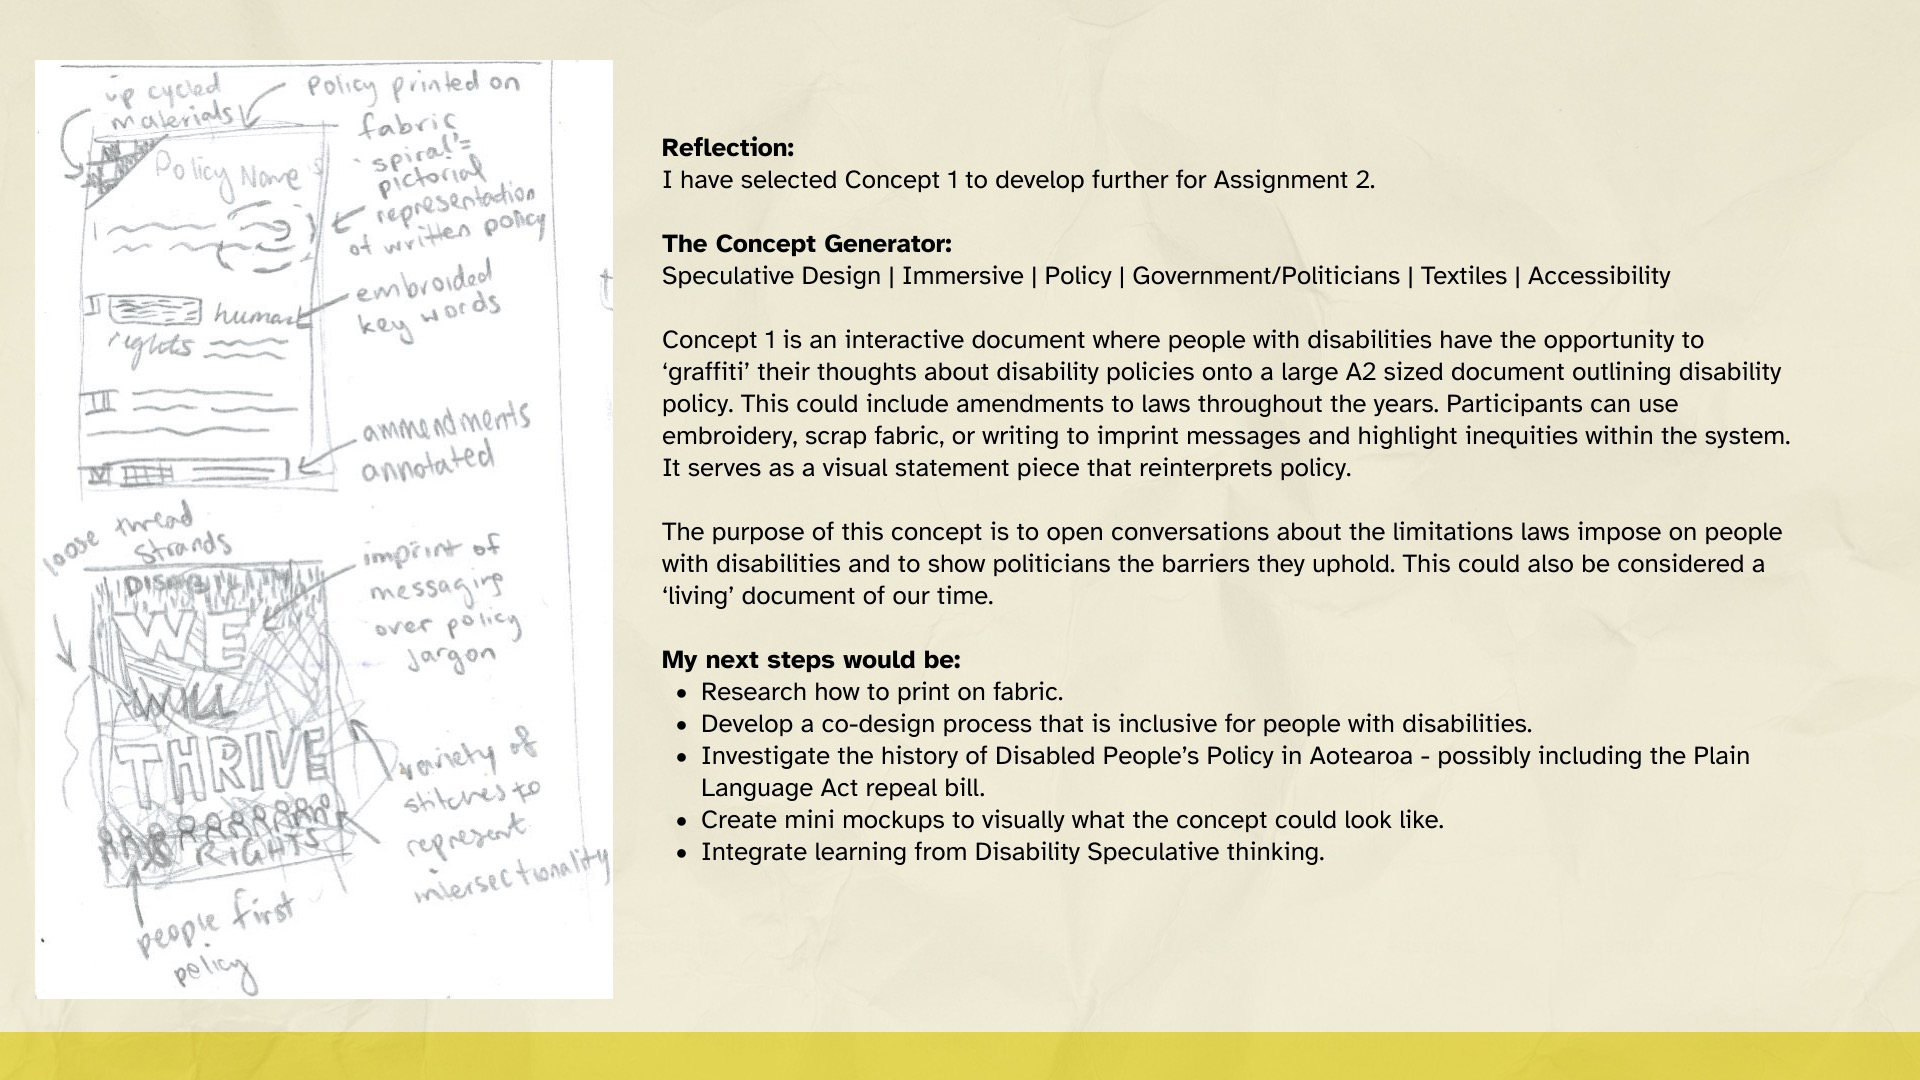 up cycled
materials
Policy printed on
fabric
'spiral'=
pictorial
representation
of written policy
Policy Name
I
embroided
key words
II
human
rights
III
ammendments
annotated
IV
loose thread
strands
imprint of
messaging
over policy
jargon
WE
WILL
THRIVE
RIGHTS
variety of
stitches to
represent
intersectionality
people first
policy
Reflection:
I have selected Concept 1 to develop further for Assignment 2.
The Concept Generator:
Speculative Design | Immersive | Policy | Government/Politicians | Textiles | Accessibility
Concept 1 is an interactive document where people with disabilities have the opportunity to
‘graffiti’ their thoughts about disability policies onto a large A2 sized document outlining disability
policy. This could include amendments to laws throughout the years. Participants can use
embroidery, scrap fabric, or writing to imprint messages and highlight inequities within the system.
It serves as a visual statement piece that reinterprets policy.
The purpose of this concept is to open conversations about the limitations laws impose on people
with disabilities and to show politicians the barriers they uphold. This could also be considered a
‘living’ document of our time.
My next steps would be:
• Research how to print on fabric.
• Develop a co-design process that is inclusive for people with disabilities.
• Investigate the history of Disabled People’s Policy in Aotearoa - possibly including the Plain
Language Act repeal bill.
• Create mini mockups to visually what the concept could look like.
• Integrate learning from Disability Speculative thinking.